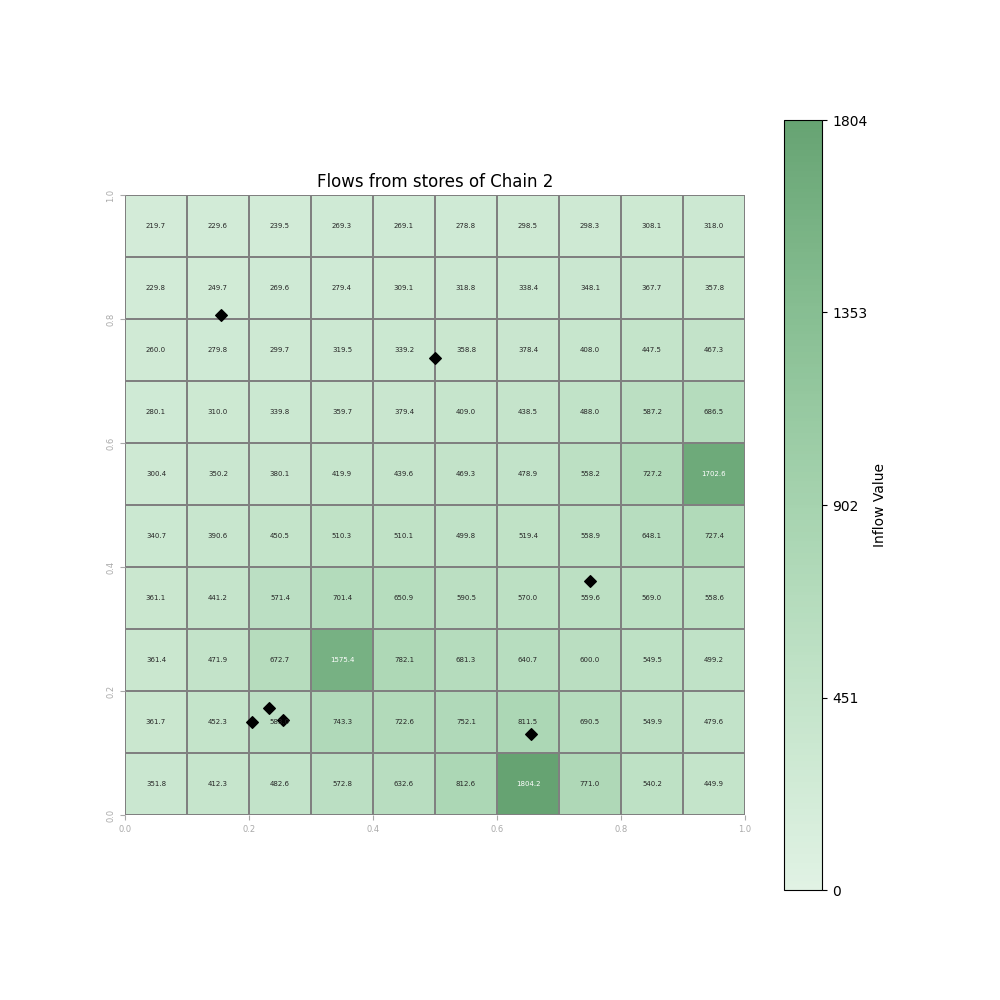 Flows from stores of Chain 2
1.0
219.7 229.6 239.5 269.3 269.1 278.8 298.5 298.3 308.1 318.0
229.8 249.7 269.6 279.4 309.1 318.8 338.4 348.1 367.7 357.8
0.8
260.0 279.8 299.7 319.5 339.2 358.8 378.4 408.0 447.5 467.3
280.1 310.0 339.8 359.7 379.4 409.0 438.5 488.0 587.2 686.5
0.6
300.4 350.2 380.1 419.9 439.6 469.3 478.9 558.2 727.2 1702.6
340.7 390.6 450.5 510.3 510.1 499.8 519.4 558.9 648.1 727.4
0.4
361.1 441.2 571.4 701.4 650.9 590.5 570.0 559.6 569.0 558.6
361.4 471.9 672.7 1575.4 782.1 681.3 640.7 600.0 549.5 499.2
0.2
361.7 452.3 743.3 722.6 752.1 811.5 690.5 549.9 479.6
351.8 412.3 482.6 572.8 632.6 812.6 1804.2 771.0 540.2 449.9
0.0
0.0 0.2 0.4 0.6 0.8 1.0
1804
1353
902
451
0
Inflow Value